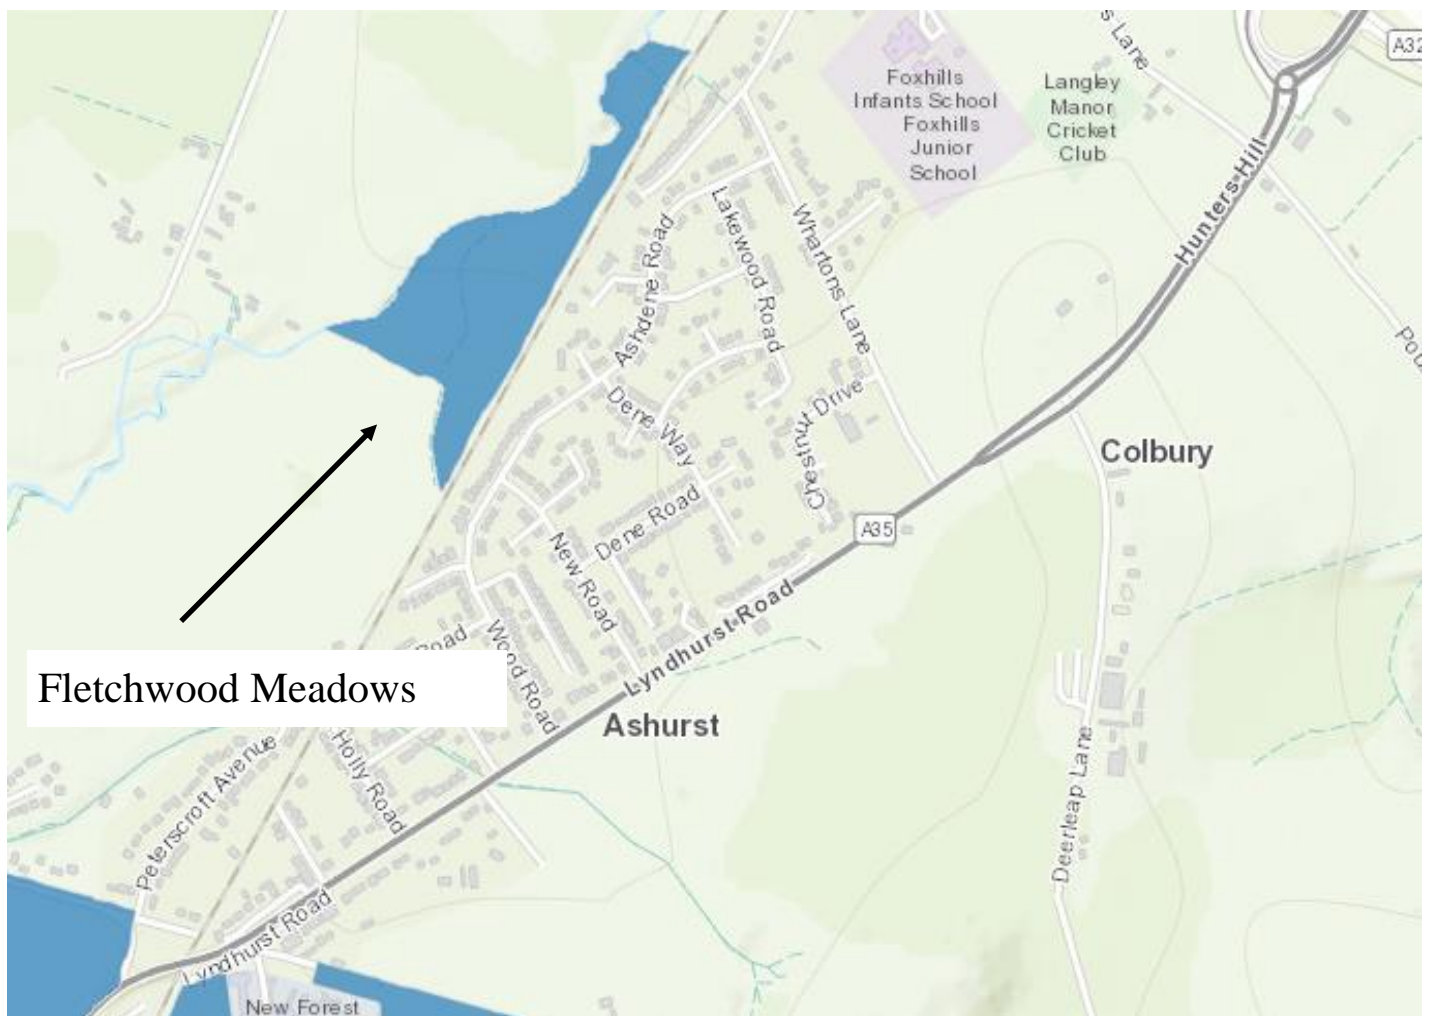 s Lane
A32
Foxhills
Infants School
Foxhills
Junior
School
Langley
Manor
Cricket
Club
Hunters Hill
Lakewood Road
Whartons Lane
Ashdene Road
Pou
Dene Way
Chestnut Drive
Colbury
Dene Road
A35
New Road
Lyndhurst Road
Road
Wood Road
Fletchwood Meadows
Ashurst
Peterscroft Avenue
Holly Road
Deerleap Lane
Lyndhurst Road
New Forest